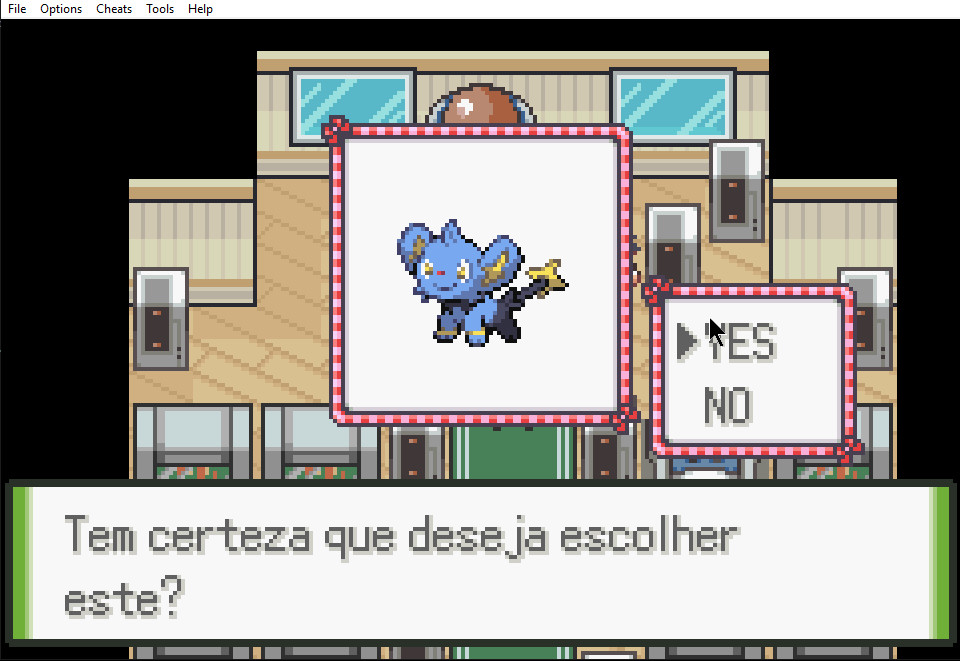 File Options Cheats Tools Help
YES
NO
Tem certeza que deseja escolher
este?